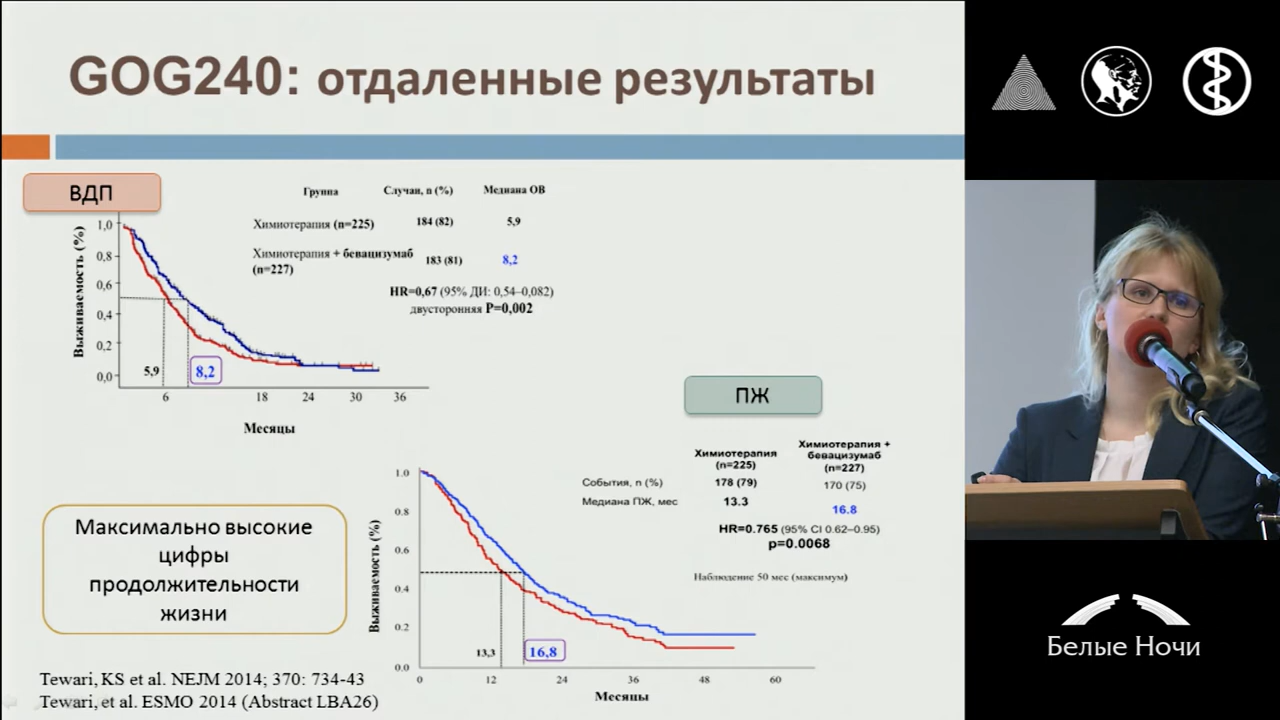 GOG240: отдаленные результаты
ВДП
Группа Случаи, n (%) Медиана ОВ
Химиотерапия (n=225) 184 (82) 5,9
Химиотерапия + бевацизумаб
(n=227) 183 (81) 8,2
HR=0,67 (95% ДИ: 0,54–0,082)
двусторонняя P=0,002
Выживаемость (%)
1,0
0,8
0,6
0,4
0,2
0,0
5,9
8,2
6 18 24 30 36
Месяцы
ПЖ
Химиотерапия
(n=225)
Химиотерапия +
бевацизумаб
(n=227)
События, n (%) 178 (79) 170 (75)
Медиана ПЖ, мес 13.3 16.8
HR=0.765 (95% CI 0.62–0.95)
p=0.0068
Наблюдение 50 мес (максимум)
Выживаемость (%)
1.0
0.8
0.6
0.4
0.2
0.0
13,3
16,8
0 12 24 36 48 60
Месяцы
Максимально высокие
цифры
продолжительности
жизни
Tewari, KS et al. NEJM 2014; 370: 734-43
Tewari, et al. ESMO 2014 (Abstract LBA26)
Белые Ночи